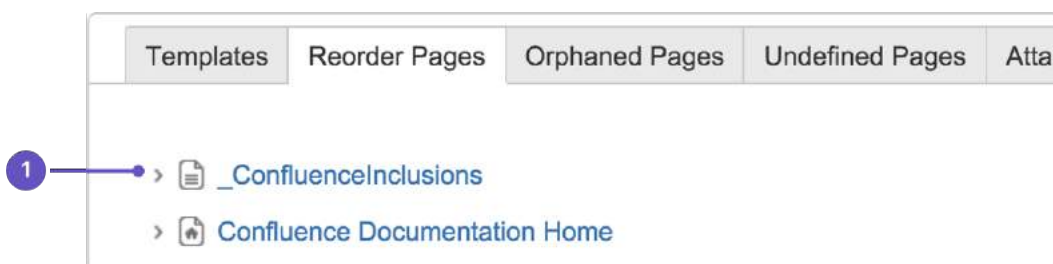 Templates Reorder Pages Orphaned Pages Undefined Pages Atta
1 _ConfluenceInclusions
Confluence Documentation Home